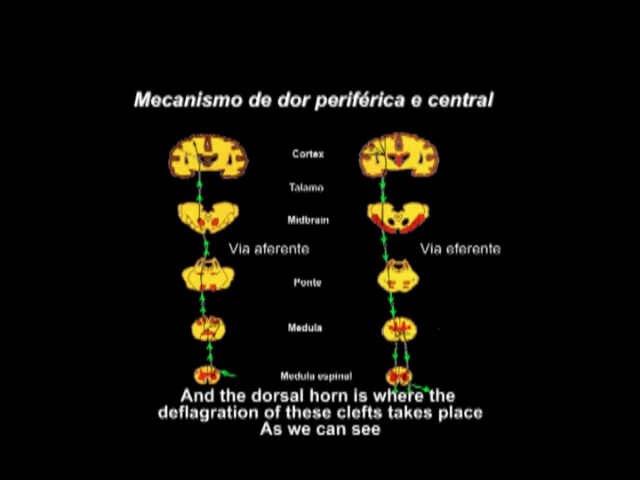 Mecanismo de dor periférica e central
Cortex
Talamo
Midbrain
Via aferente
Via eferente
Ponte
Medula
Medula espinal
And the dorsal horn is where the
deflagration of these clefts takes place
As we can see